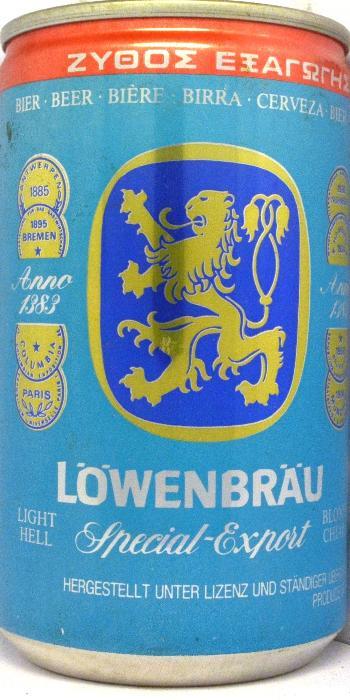 ΖΥΘΟΣ ΕΞΑΓΩΓΗΣ
BIER · BEER · BIÈRE · BIRRA · CERVEZA · BIER
ANTWERPEN
1885
1895
BREMEN
Anno
1383
COLUMBIA
PARIS
LÖWENBRÄU
LIGHT
HELL
Special-Export
HERGESTELLT UNTER LIZENZ UND STÄNDIGER